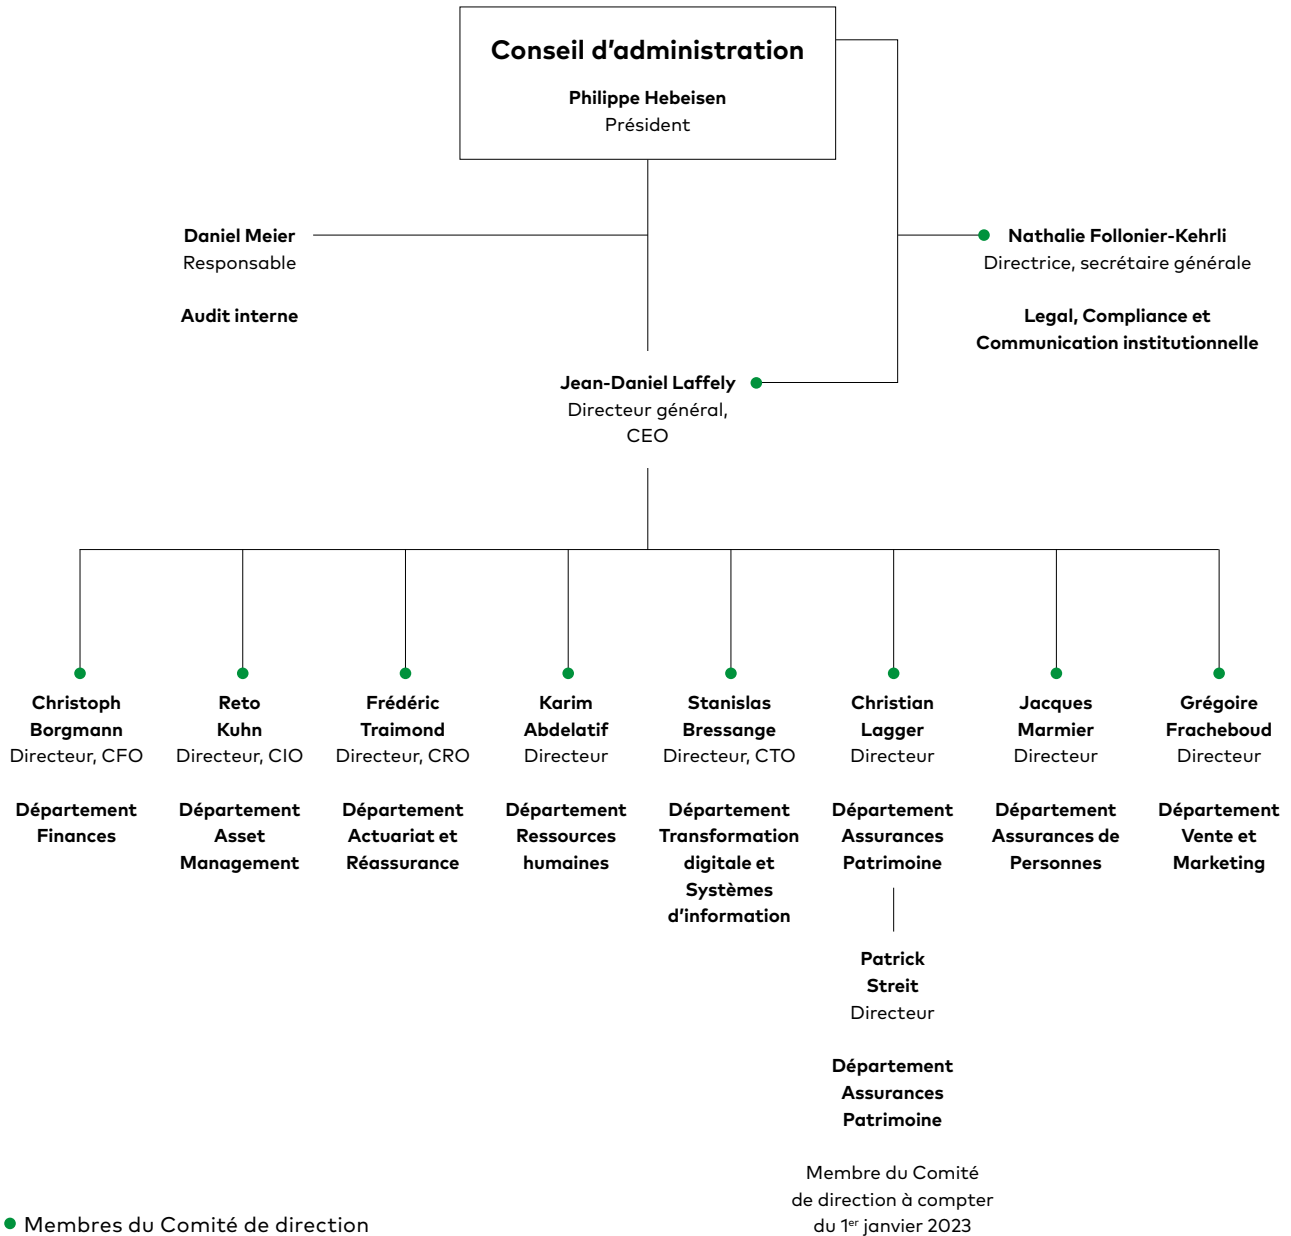 Conseil d'administration
Philippe Hebeisen
Président
Daniel Meier
Responsable
Audit interne
Nathalie Follonier-Kehrli
Directrice, secrétaire générale
Legal, Compliance et
Communication institutionnelle
Jean-Daniel Laffely
Directeur général,
CEO
Christoph
Borgmann
Directeur, CFO
Département
Finances
Reto
Kuhn
Directeur, CIO
Département
Asset
Management
Frédéric
Traimond
Directeur, CRO
Département
Actuariat et
Réassurance
Karim
Abdelatif
Directeur
Département
Ressources
humaines
Stanislas
Bressange
Directeur, CTO
Département
Transformation
digitale et
Systèmes
d'information
Christian
Lagger
Directeur
Département
Assurances
Patrimoine
Patrick
Streit
Directeur
Département
Assurances
Patrimoine
Membre du Comité
de direction à compter
du 1er janvier 2023
Jacques
Marmier
Directeur
Département
Assurances de
Personnes
Grégoire
Fracheboud
Directeur
Département
Vente et
Marketing
Membres du Comité de direction